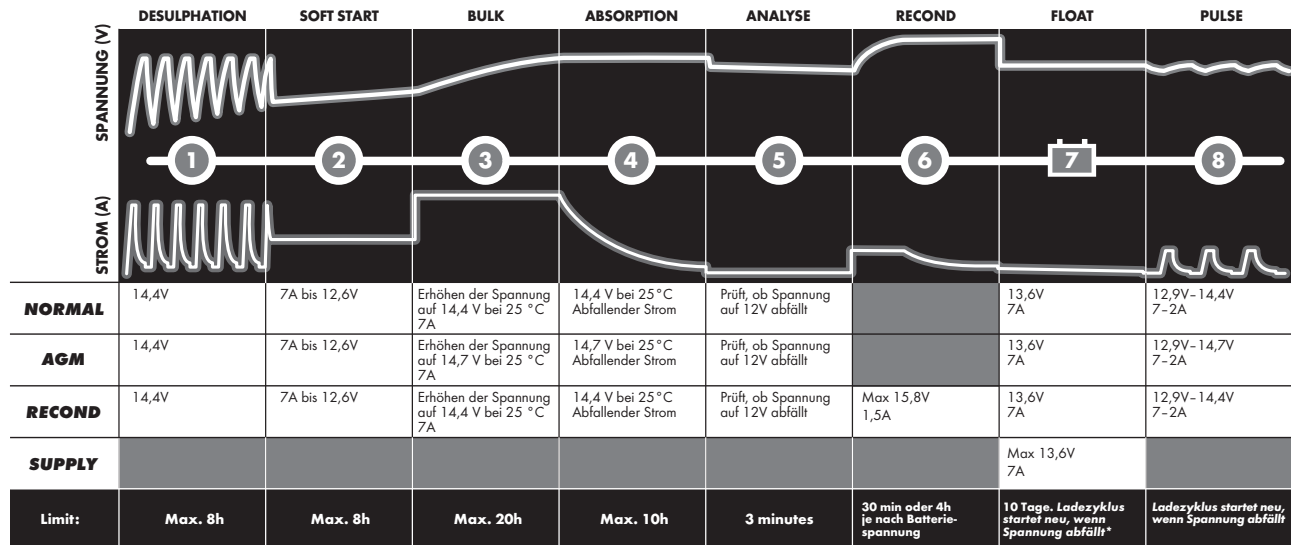 DESULPHATION SOFT START BULK ABSORPTION ANALYSE RECOND FLOAT PULSE
SPANNUNG (V)
1 2 3 4 5 6 7 8
STROM (A)
NORMAL
14,4V
7A bis 12,6V
Erhöhen der Spannung
auf 14,4 V bei 25 °C
7A
14,4 V bei 25°C
Abfallender Strom
Prüft, ob Spannung
auf 12V abfällt
13,6V
7A
12,9V–14,4V
7–2A
AGM
14,4V
7A bis 12,6V
Erhöhen der Spannung
auf 14,7 V bei 25 °C
7A
14,7 V bei 25°C
Abfallender Strom
Prüft, ob Spannung
auf 12V abfällt
13,6V
7A
12,9V–14,7V
7–2A
RECOND
14,4V
7A bis 12,6V
Erhöhen der Spannung
auf 14,4 V bei 25 °C
7A
14,4 V bei 25°C
Abfallender Strom
Prüft, ob Spannung
auf 12V abfällt
Max 15,8V
1,5A
13,6V
7A
12,9V–14,4V
7–2A
SUPPLY
Max 13,6V
7A
Limit:
Max. 8h
Max. 8h
Max. 20h
Max. 10h
3 minutes
30 min oder 4h
je nach Batterie-
spannung
10 Tage. Ladezyklus
startet neu, wenn
Spannung abfällt*
Ladezyklus startet neu,
wenn Spannung abfällt